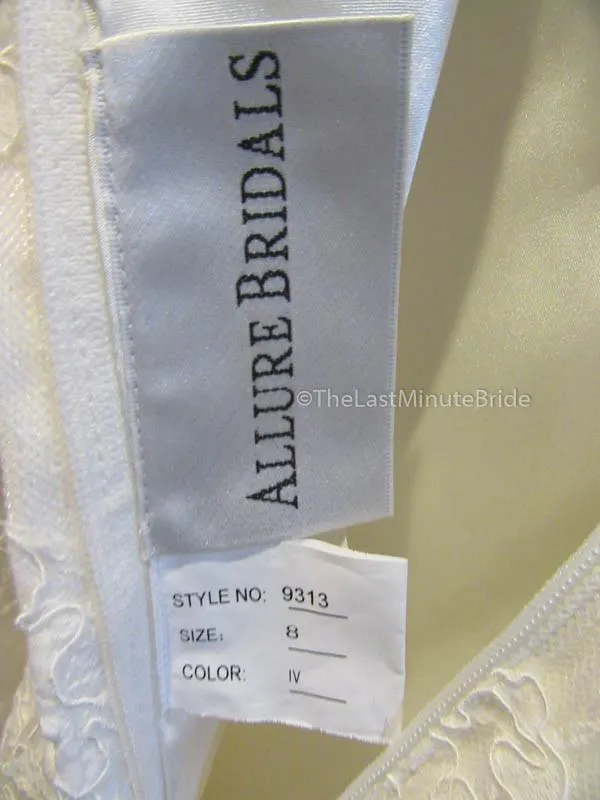 ALLURE BRIDALS
©TheLastMinuteBride
STYLE NO: 9313
SIZE: 8
COLOR: IV